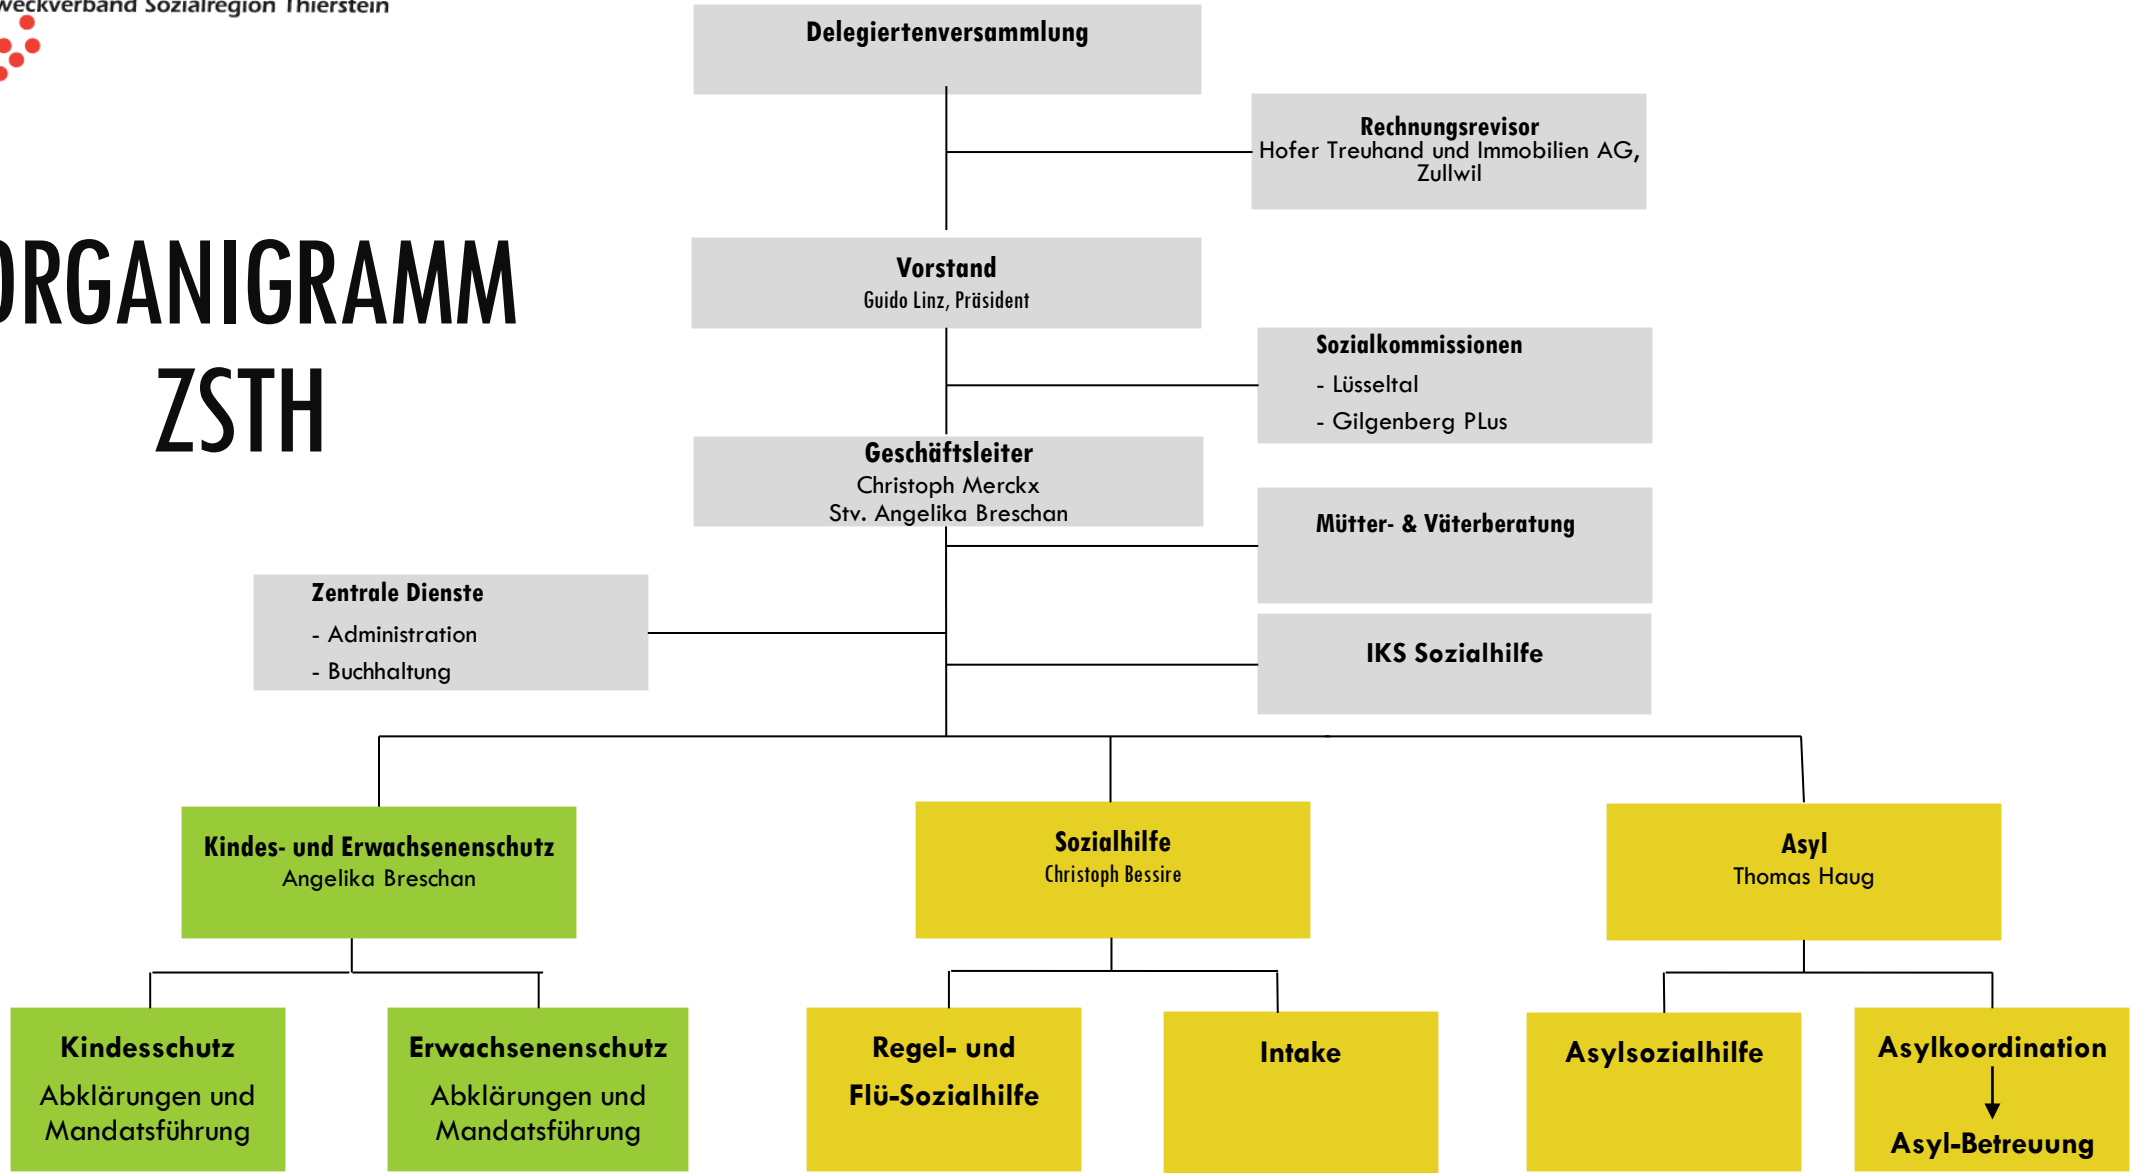 weckverband Sozialregion Thierstein
ORGANIGRAMM
ZSTH
Delegiertenversammlung
Rechnungsrevisor
Hofer Treuhand und Immobilien AG,
Zullwil
Vorstand
Guido Linz, Präsident
Sozialkommissionen
- Lüsseltal
- Gilgenberg PLus
Geschäftsleiter
Christoph Merckx
Stv. Angelika Breschan
Mütter- & Väterberatung
Zentrale Dienste
- Administration
- Buchhaltung
IKS Sozialhilfe
Kindes- und Erwachsenenschutz
Angelika Breschan
Sozialhilfe
Christoph Bessire
Asyl
Thomas Haug
Kindesschutz
Abklärungen und
Mandatsführung
Erwachsenenschutz
Abklärungen und
Mandatsführung
Regel- und
Flü-Sozialhilfe
Intake
Asylsozialhilfe
Asylkoordination
Asyl-Betreuung